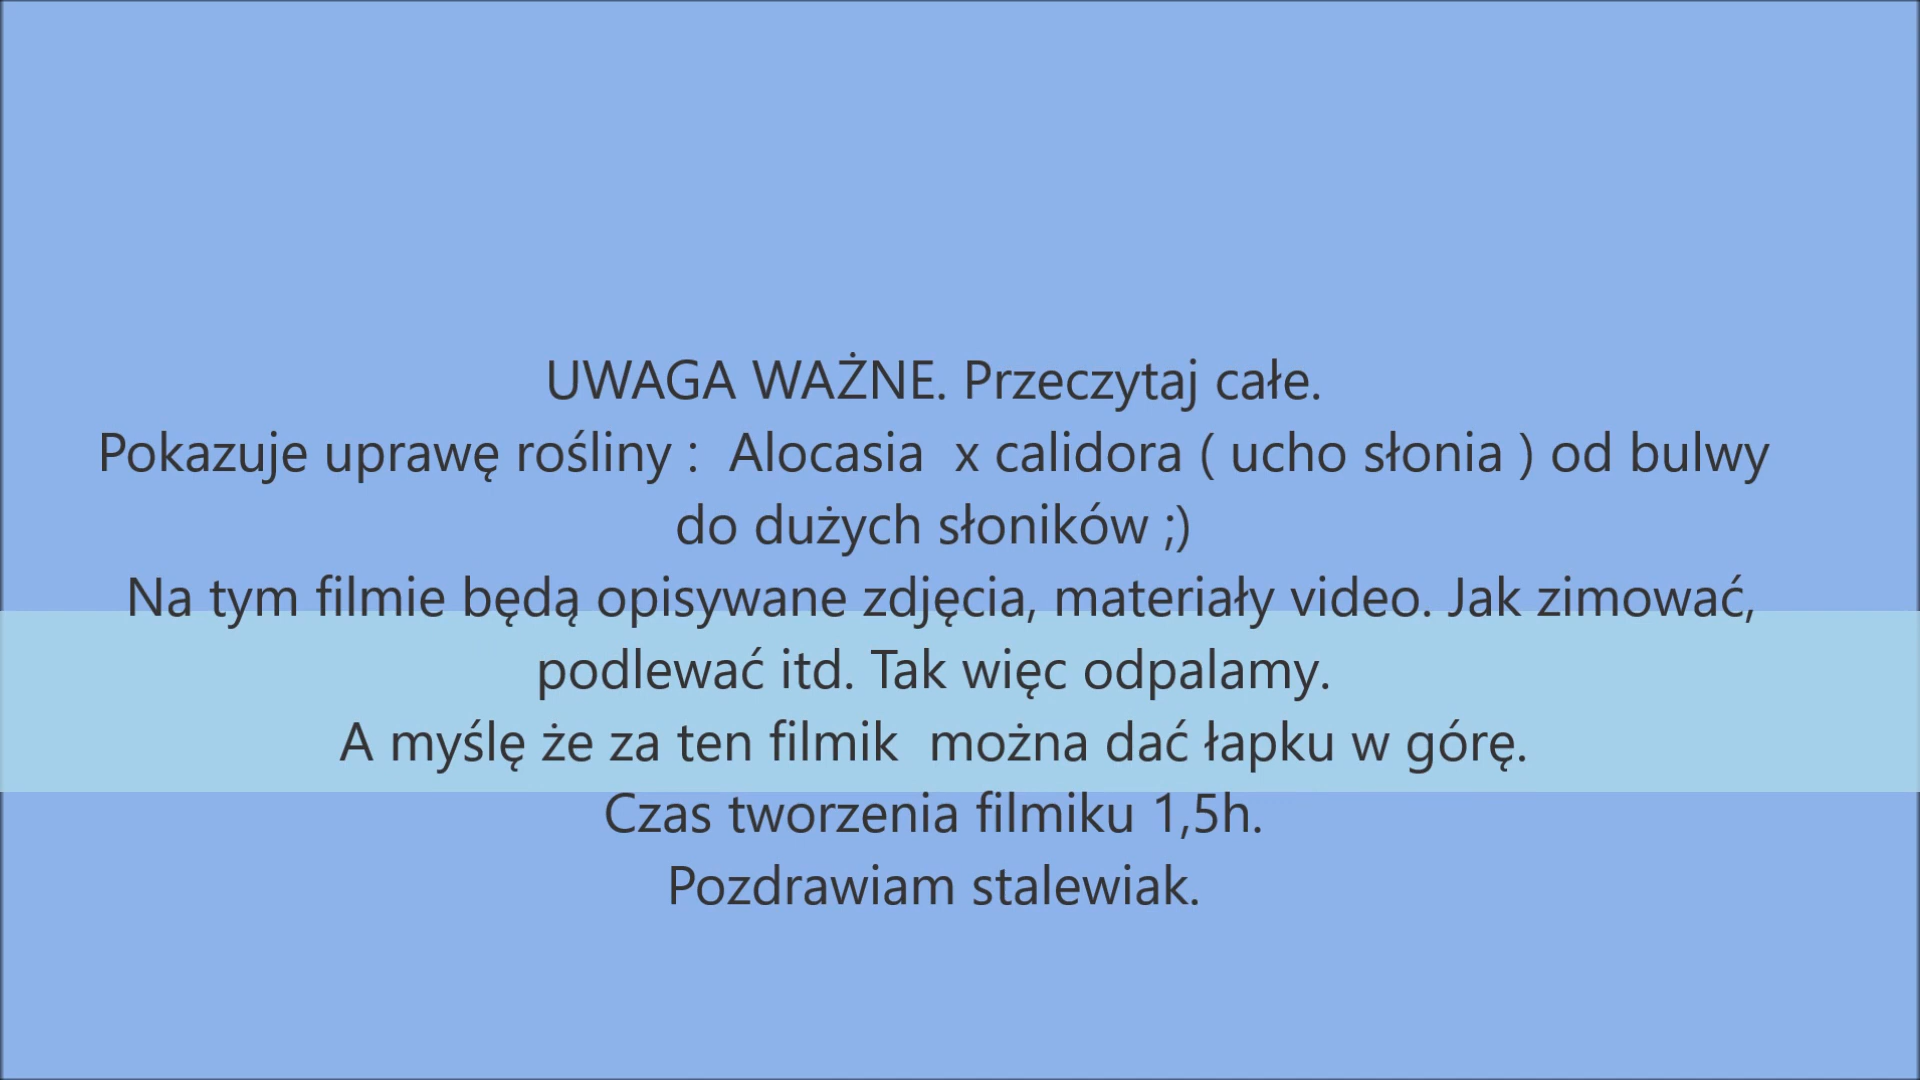 UWAGA WAŻNE. Przeczytaj całe.
Pokazuje uprawę rośliny :  Alocasia  x calidora ( ucho słonia ) od bulwy
do dużych słoników ;)
Na tym filmie będą opisywane zdjęcia, materiały video. Jak zimować,
podlewać itd. Tak więc odpalamy.
A myślę że za ten filmik  można dać łapku w górę.
Czas tworzenia filmiku 1,5h.
Pozdrawiam stalewiak.